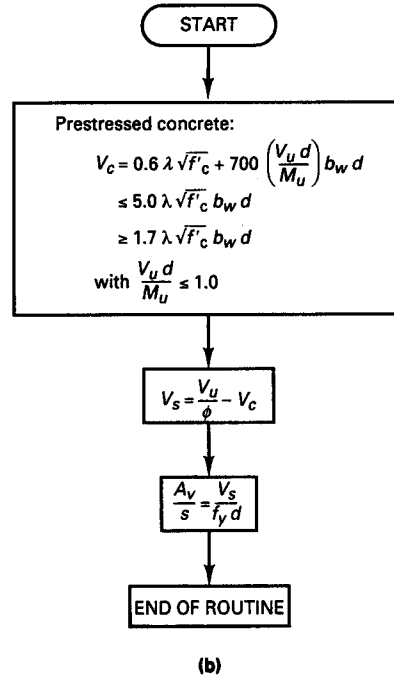 START
Prestressed concrete:
V_c = 0.6 λ √f'_c + 700 (V_u d / M_u) b_w d
≤ 5.0 λ √f'_c b_w d
≥ 1.7 λ √f'_c b_w d
with V_u d / M_u ≤ 1.0
V_s = V_u / φ − V_c
A_v / s = V_s / f_y d
END OF ROUTINE
(b)